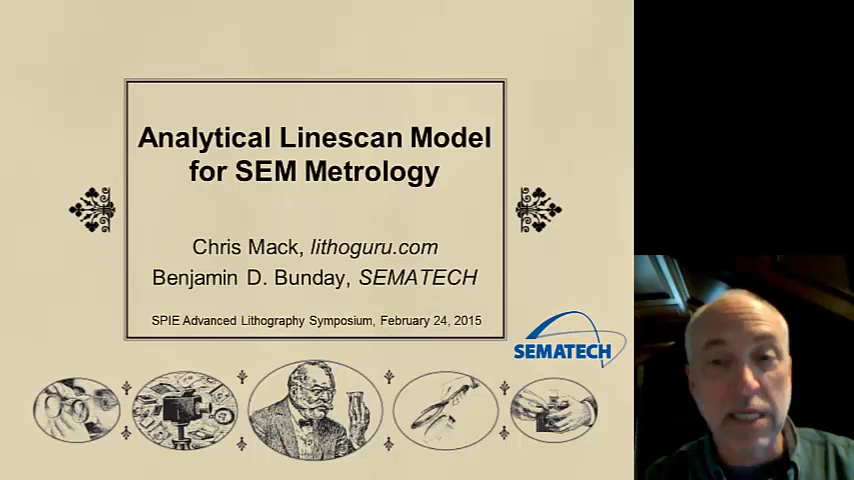 Analytical Linescan Model
for SEM Metrology
Chris Mack, lithoguru.com
Benjamin D. Bunday, SEMATECH
SPIE Advanced Lithography Symposium, February 24, 2015
SEMATECH